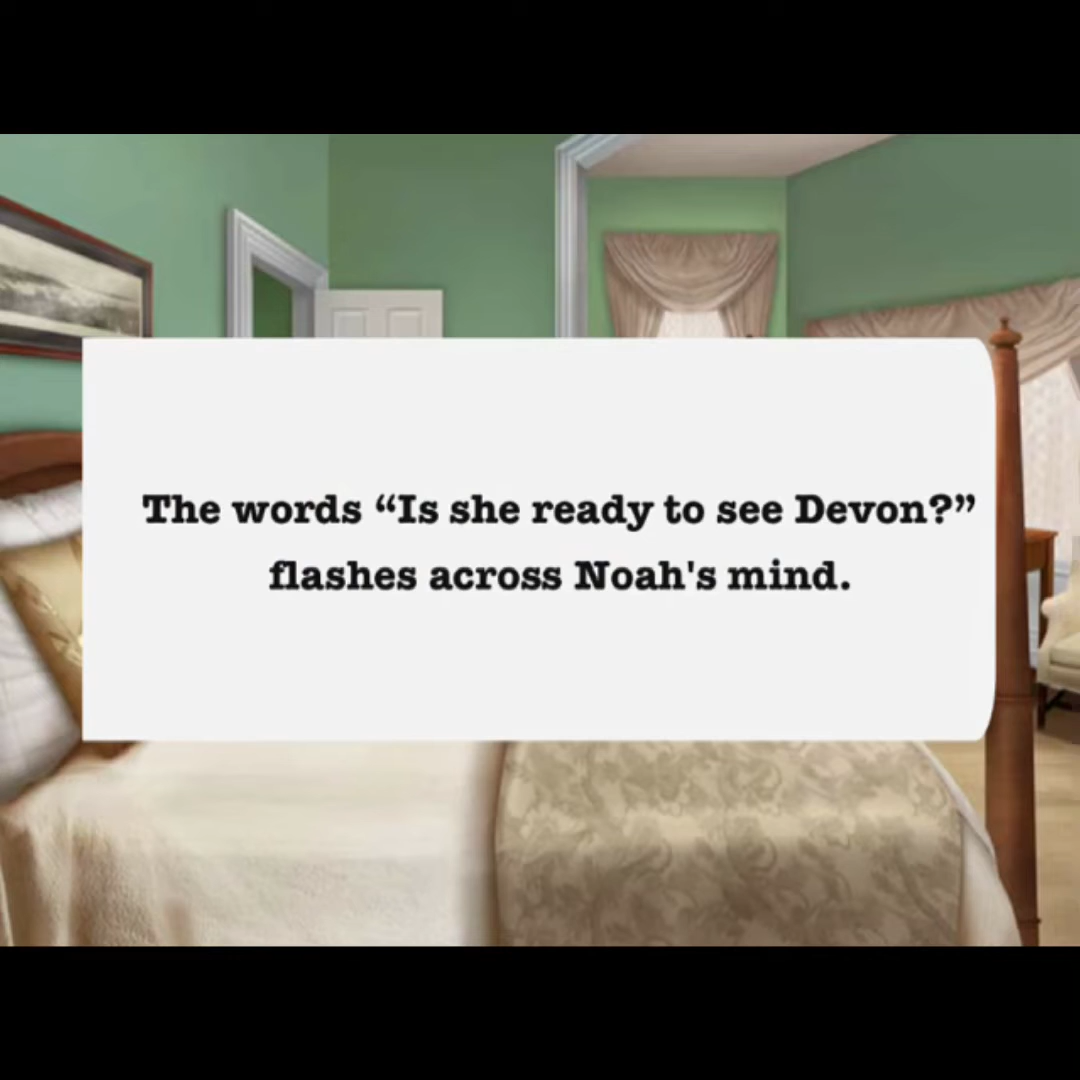 The words “Is she ready to see Devon?”
flashes across Noah's mind.